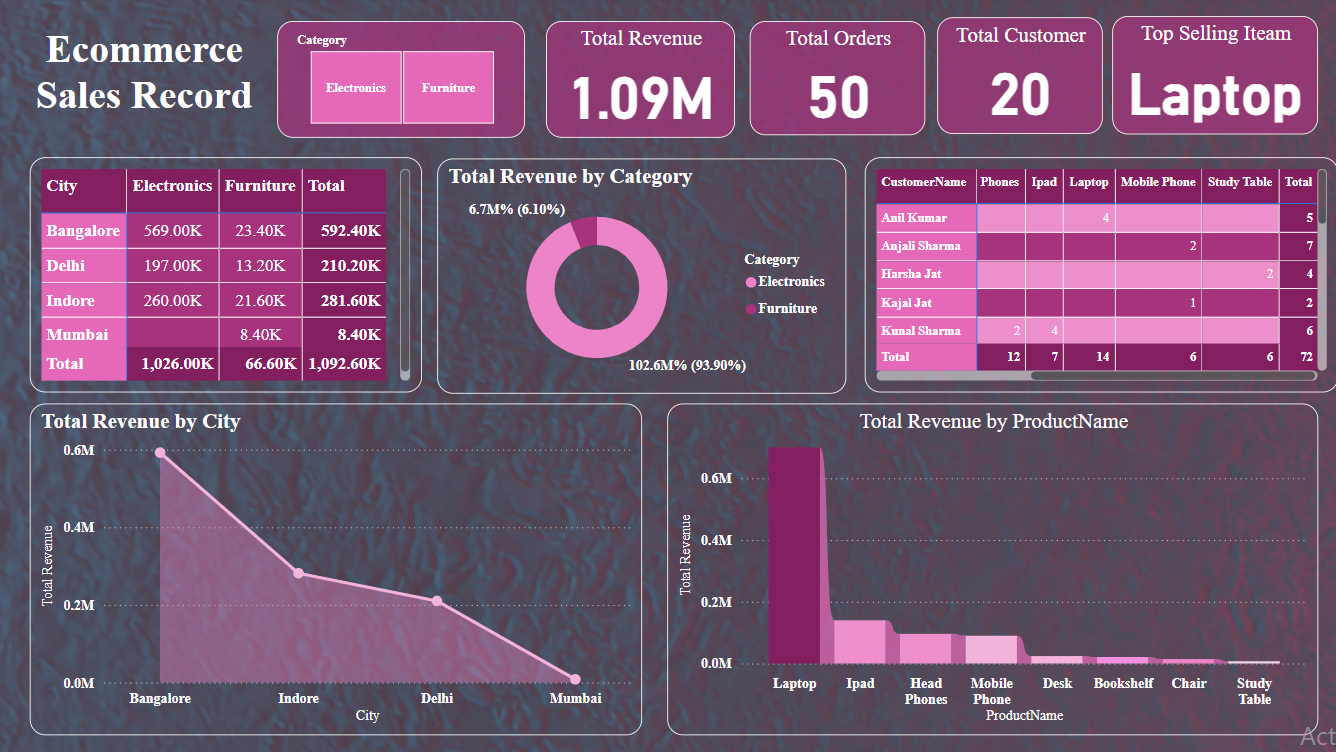 Ecommerce
Sales Record
Category
Electronics Furniture
Total Revenue
1.09M
Total Orders
50
Total Customer
20
Top Selling Iteam
Laptop
City Electronics Furniture Total
Bangalore 569.00K 23.40K 592.40K
Delhi 197.00K 13.20K 210.20K
Indore 260.00K 21.60K 281.60K
Mumbai 8.40K 8.40K
Total 1,026.00K 66.60K 1,092.60K
Total Revenue by Category
6.7M% (6.10%)
102.6M% (93.90%)
Category
Electronics
Furniture
CustomerName Phones Ipad Laptop Mobile Phone Study Table Total
Anil Kumar 4 5
Anjali Sharma 2 7
Harsha Jat 2 4
Kajal Jat 1 2
Kunal Sharma 2 4 6
Total 12 7 14 6 6 72
Total Revenue by City
Total Revenue
0.6M
0.4M
0.2M
0.0M
Bangalore Indore Delhi Mumbai
City
Total Revenue by ProductName
Total Revenue
0.6M
0.4M
0.2M
0.0M
Laptop Ipad Head Phones Mobile Phone Desk Bookshelf Chair Study Table
ProductName
Act